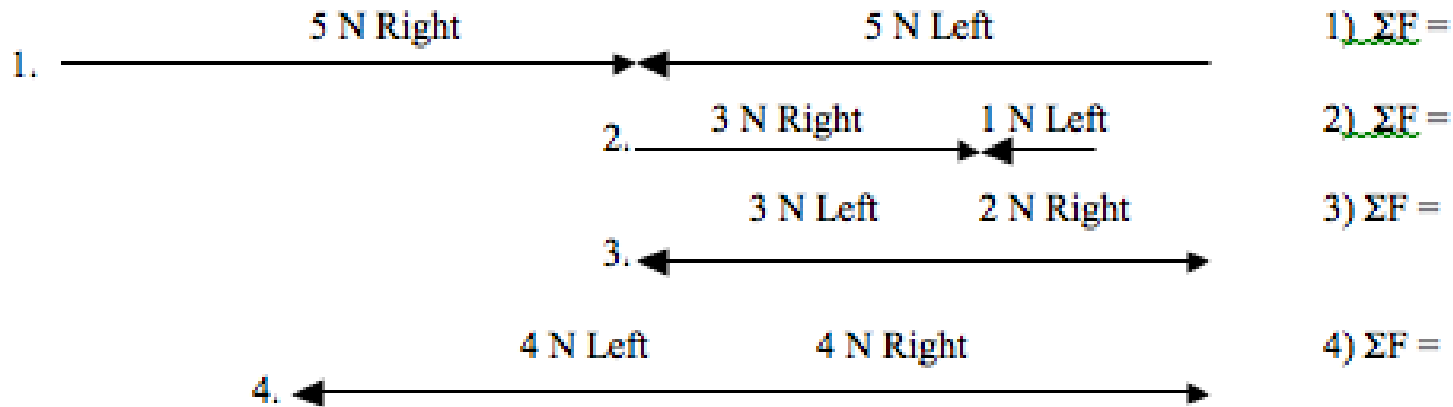 5 N Right 5 N Left 1) ΣF =
1.
3 N Right 1 N Left 2) ΣF =
2.
3 N Left 2 N Right 3) ΣF =
3.
4 N Left 4 N Right 4) ΣF =
4.